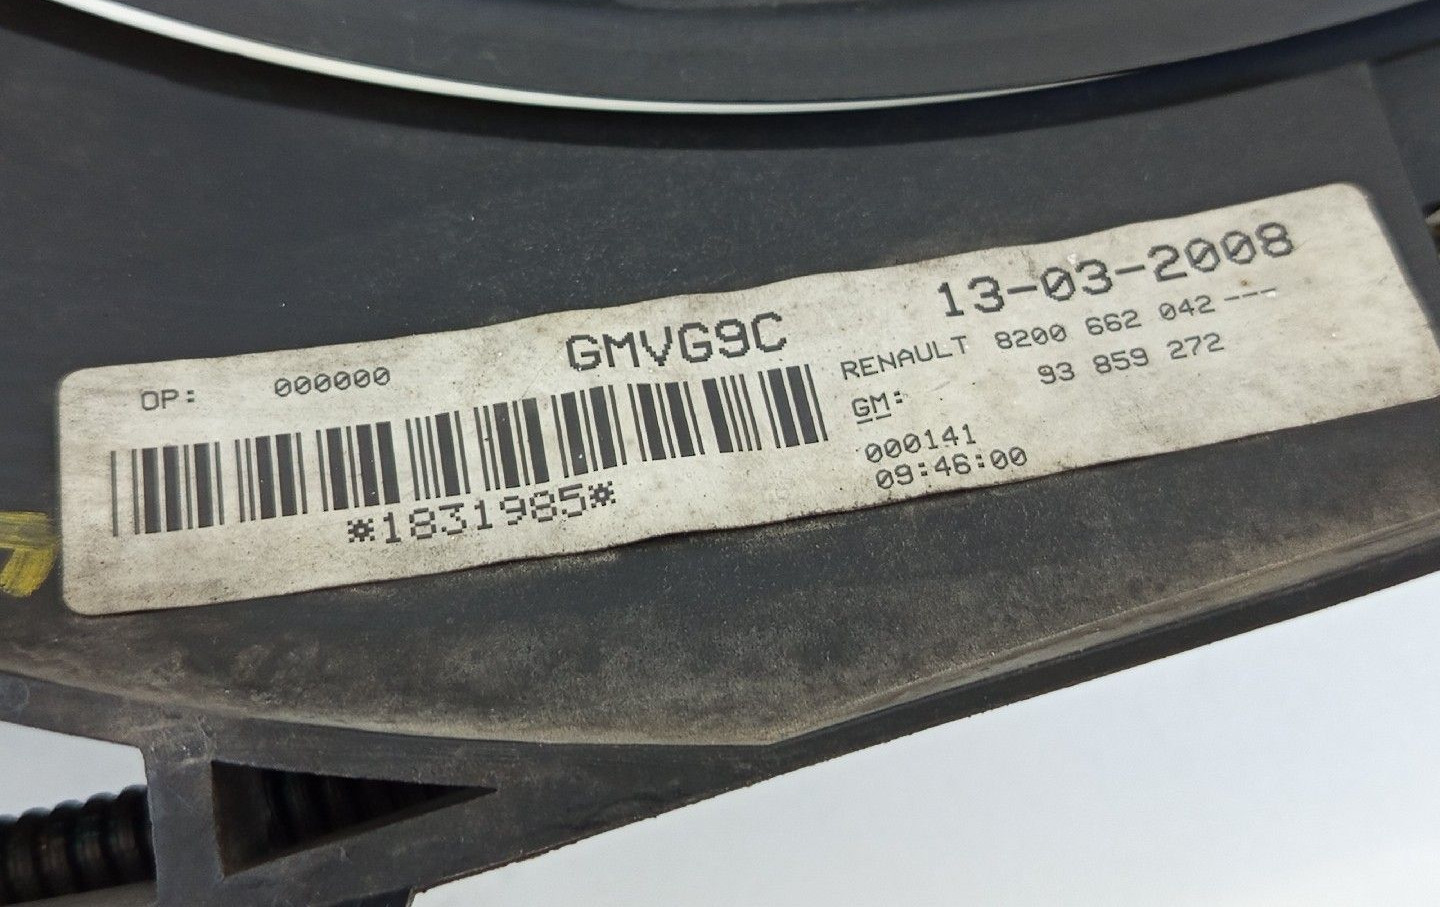 OP: 000000
GMVG9C
13-03-2008
*1831985*
RENAULT 8200 662 042 ---
GM: 93 859 272
000141
09:46:00